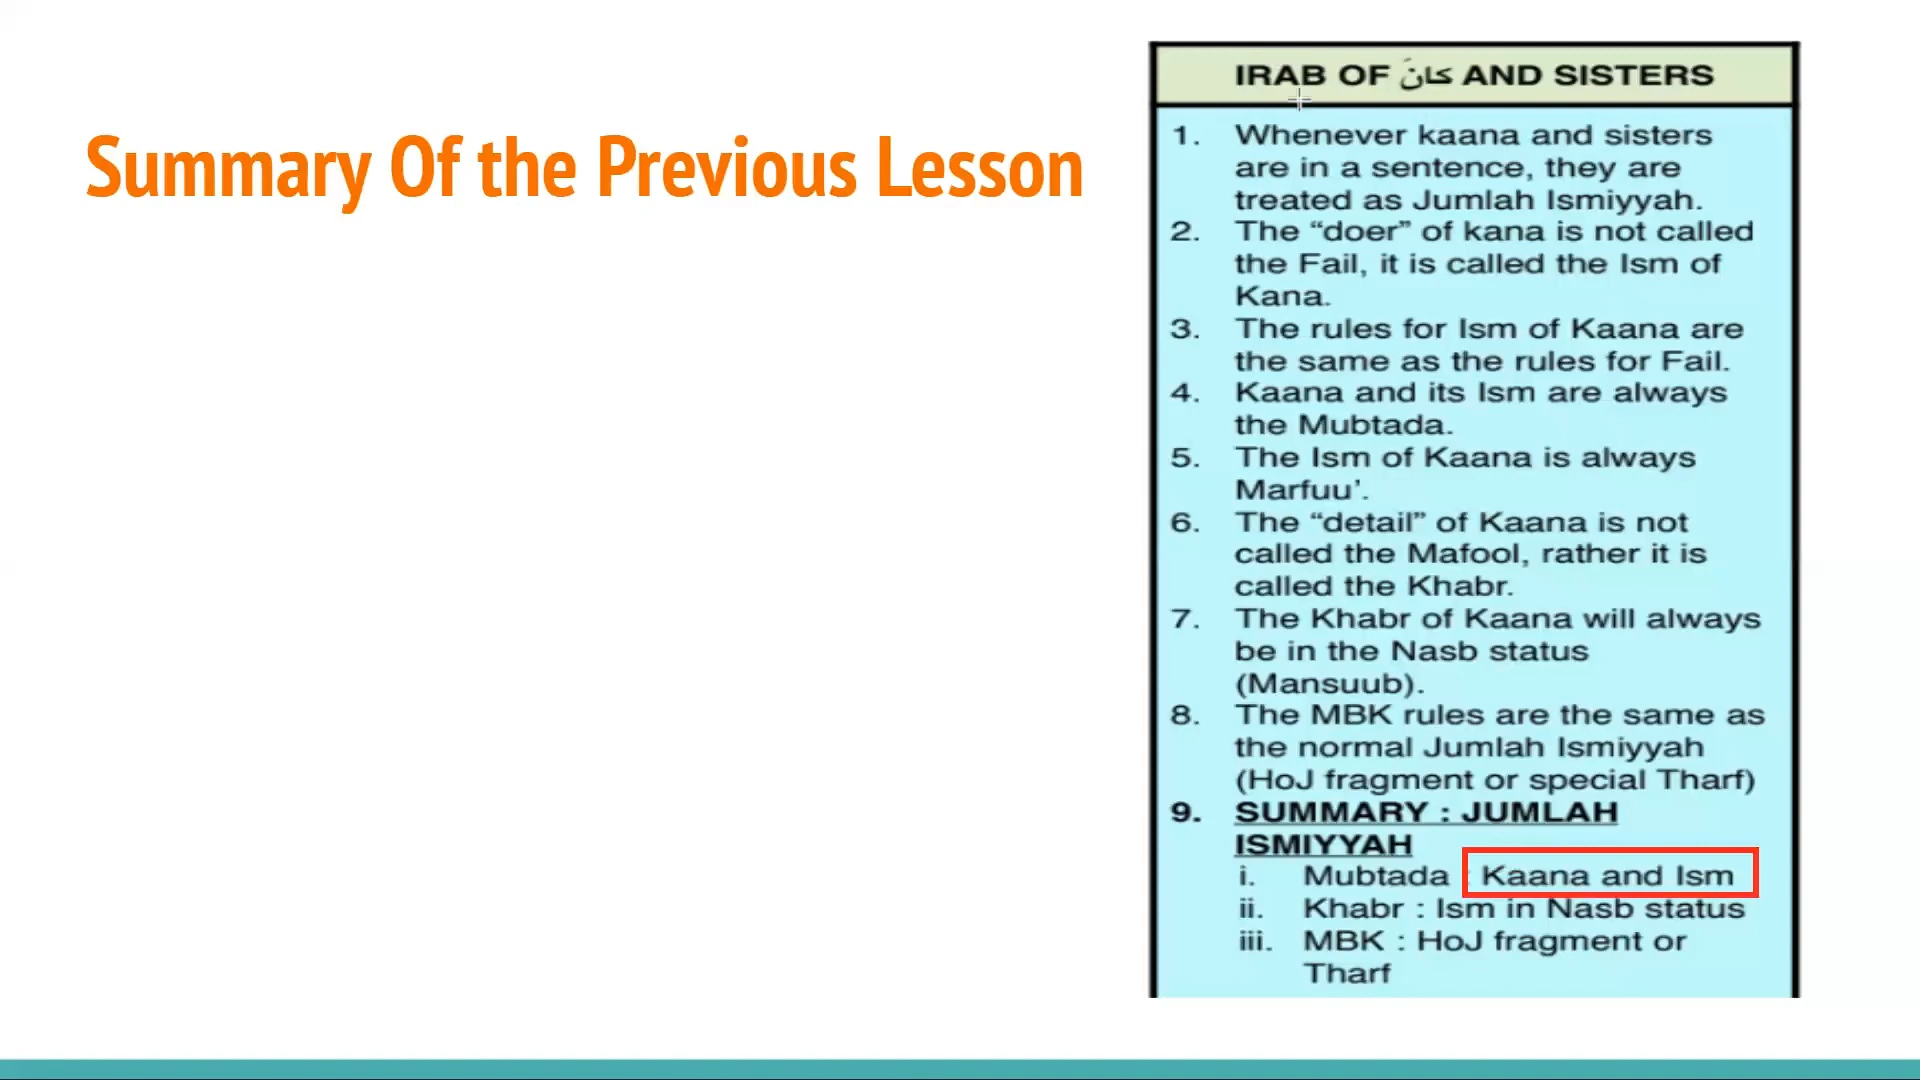 Summary Of the Previous Lesson
IRAB OF كانَ AND SISTERS
1. Whenever kaana and sisters
are in a sentence, they are
treated as Jumlah Ismiyyah.
2. The “doer” of kana is not called
the Fail, it is called the Ism of
Kana.
3. The rules for Ism of Kaana are
the same as the rules for Fail.
4. Kaana and its Ism are always
the Mubtada.
5. The Ism of Kaana is always
Marfuu’.
6. The “detail” of Kaana is not
called the Mafool, rather it is
called the Khabr.
7. The Khabr of Kaana will always
be in the Nasb status
(Mansuub).
8. The MBK rules are the same as
the normal Jumlah Ismiyyah
(HoJ fragment or special Tharf)
9. SUMMARY : JUMLAH
ISMIYYAH
i. Mubtada : Kaana and Ism
ii. Khabr : Ism in Nasb status
iii. MBK : HoJ fragment or
Tharf